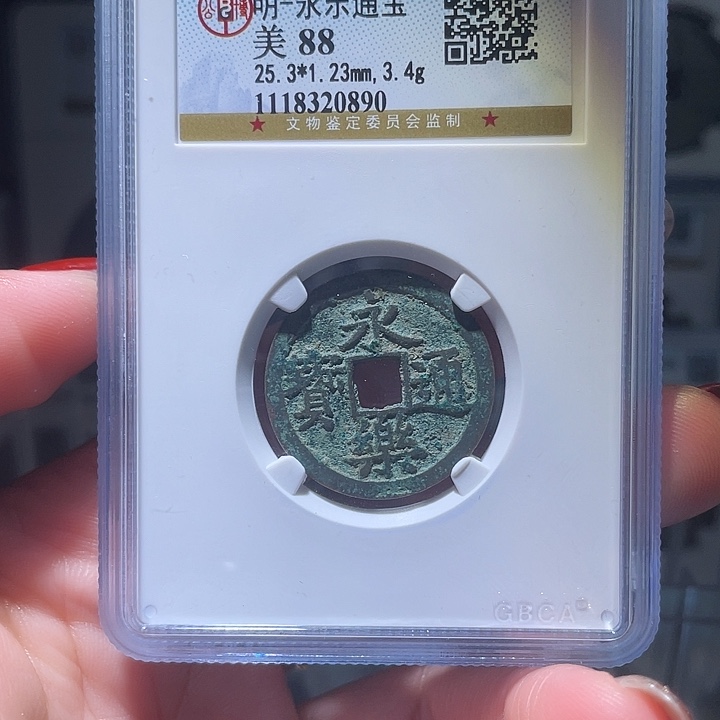 明-永乐通宝
美 88
25.3*1.23mm,3.4g
1118320890
文物鉴定委员会监制
永樂通寳
GBCA